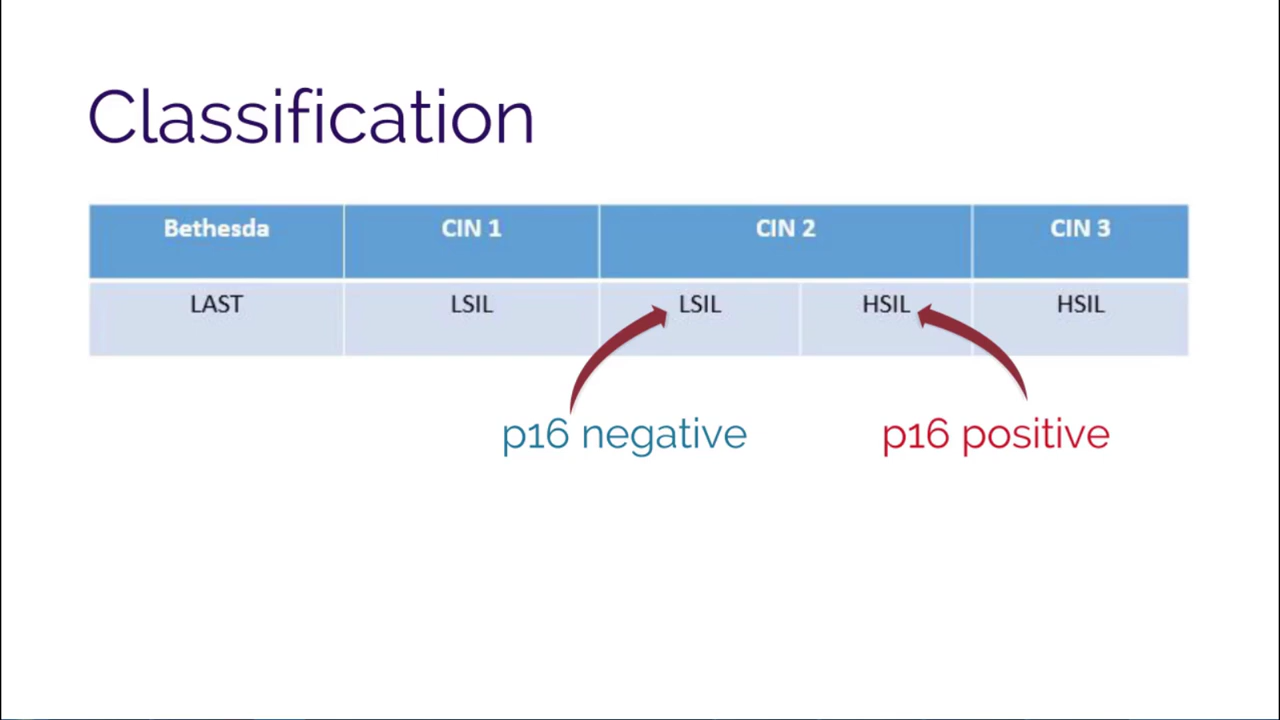 Classification
Bethesda CIN 1 CIN 2 CIN 3
LAST LSIL LSIL HSIL HSIL
p16 negative p16 positive